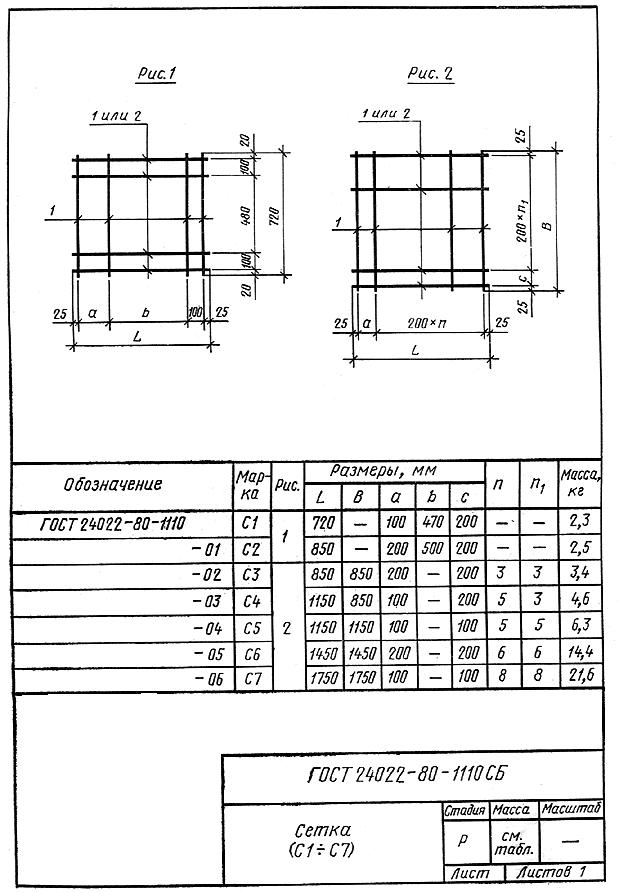 Рис.1
Рис. 2
1 или 2
20
100
480
100
20
720
1
25
a
b
100
25
L
1 или 2
25
200×n₁
c
25
B
1
25
a
200×n
25
L
Обозначение Мар-ка Рис. Размеры, мм n n₁ Масса, кг
L B a b c
ГОСТ 24022-80-1110 С1 1 720 — 100 470 200 — — 2,3
-01 С2 850 — 200 500 200 — — 2,5
-02 С3 2 850 850 200 — 200 3 3 3,4
-03 С4 1150 850 100 — 200 5 3 4,6
-04 С5 1150 1150 100 — 100 5 5 6,3
-05 С6 1450 1450 200 — 200 6 6 14,4
-06 С7 1750 1750 100 — 100 8 8 21,6
ГОСТ 24022-80-1110СБ
Сетка
(С1÷С7)
Стадия Масса Масштаб
Р см. табл. —
Лист Листов 1